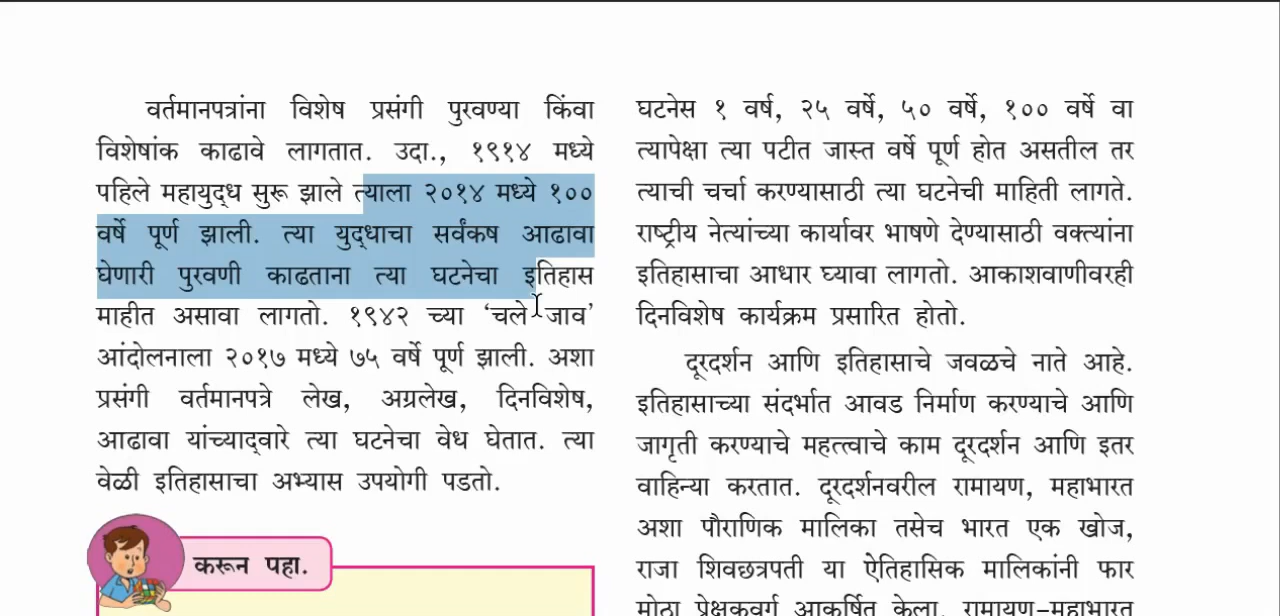 वर्तमानपत्रांना विशेष प्रसंगी पुरवण्या किंवा
विशेषांक काढावे लागतात. उदा., १९१४ मध्ये
पहिले महायुद्ध सुरू झाले त्याला २०१४ मध्ये १००
वर्षे पूर्ण झाली. त्या युद्धाचा सर्वंकष आढावा
घेणारी पुरवणी काढताना त्या घटनेचा इतिहास
माहीत असावा लागतो. १९४२ च्या ‘चले जाव’
आंदोलनाला २०१७ मध्ये ७५ वर्षे पूर्ण झाली. अशा
प्रसंगी वर्तमानपत्रे लेख, अग्रलेख, दिनविशेष,
आढावा यांच्याद्वारे त्या घटनेचा वेध घेतात. त्या
वेळी इतिहासाचा अभ्यास उपयोगी पडतो.
करून पहा.
घटनेस १ वर्ष, २५ वर्षे, ५० वर्षे, १०० वर्षे वा
त्यापेक्षा त्या पटीत जास्त वर्षे पूर्ण होत असतील तर
त्याची चर्चा करण्यासाठी त्या घटनेची माहिती लागते.
राष्ट्रीय नेत्यांच्या कार्यावर भाषणे देण्यासाठी वक्त्यांना
इतिहासाचा आधार घ्यावा लागतो. आकाशवाणीवरही
दिनविशेष कार्यक्रम प्रसारित होतो.
दूरदर्शन आणि इतिहासाचे जवळचे नाते आहे.
इतिहासाच्या संदर्भात आवड निर्माण करण्याचे आणि
जागृती करण्याचे महत्त्वाचे काम दूरदर्शन आणि इतर
वाहिन्या करतात. दूरदर्शनवरील रामायण, महाभारत
अशा पौराणिक मालिका तसेच भारत एक खोज,
राजा शिवछत्रपती या ऐतिहासिक मालिकांनी फार
मोठा प्रेक्षकवर्ग आकर्षित केला. रामायण-महाभारत